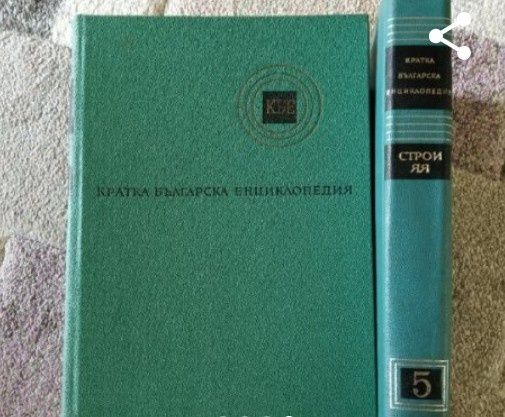 КБЕ
КРАТКА БЪЛГАРСКА ЕНЦИКЛОПЕДИЯ
КРАТКА
БЪЛГАРСКА
ЕНЦИКЛОПЕДИЯ
СТРОИ
ЯЯ
5